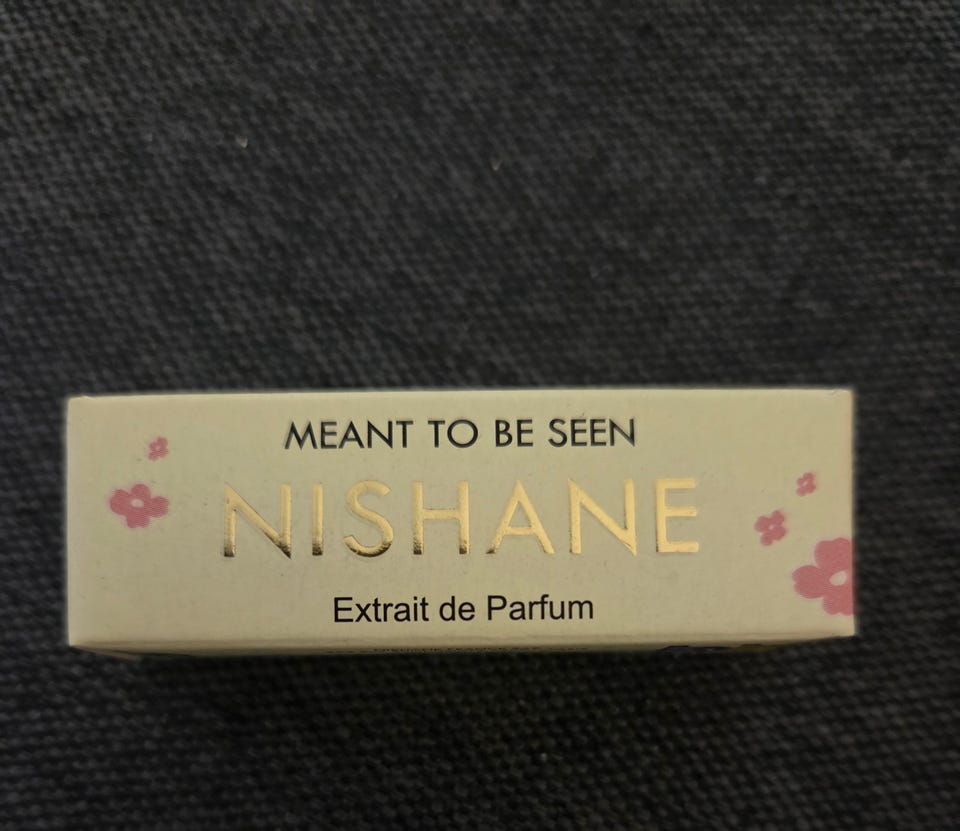 MEANT TO BE SEEN
NISHANE
Extrait de Parfum